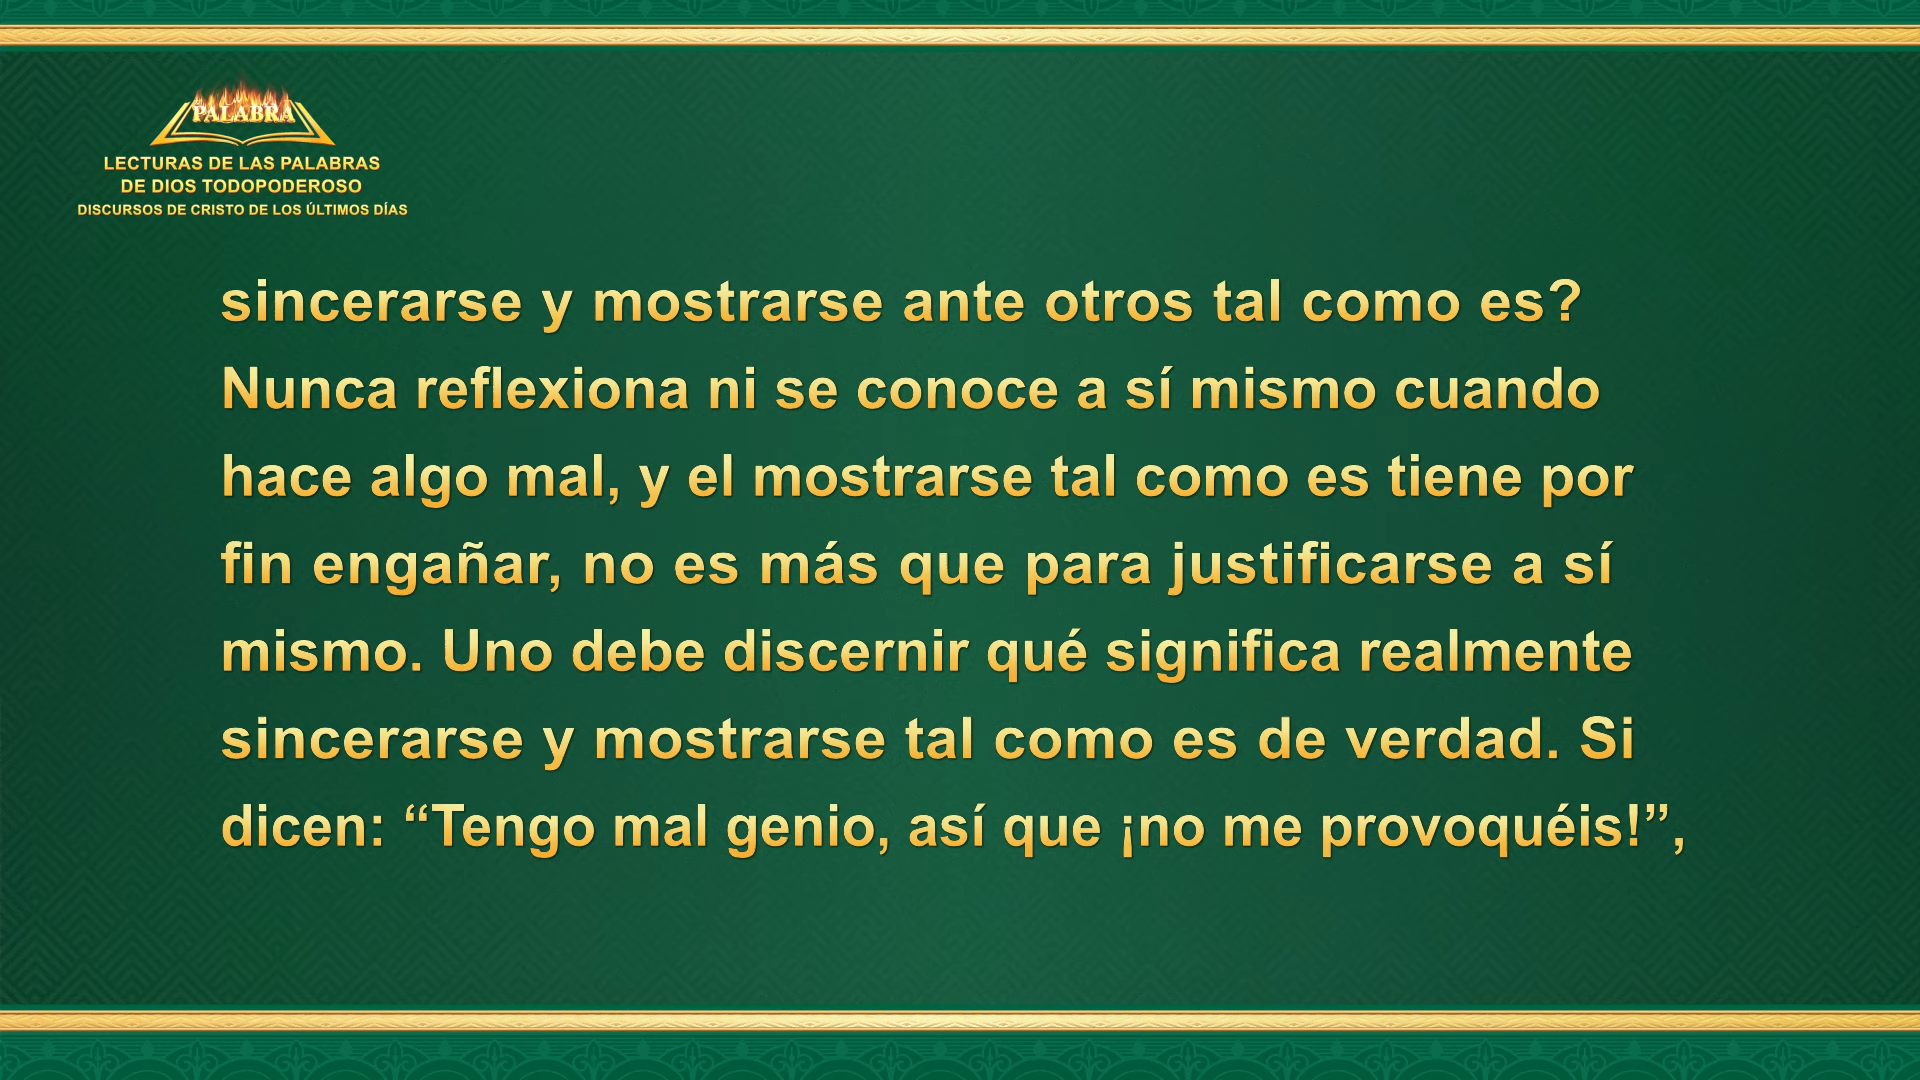 PALABRA
LECTURAS DE LAS PALABRAS
DE DIOS TODOPODEROSO
DISCURSOS DE CRISTO DE LOS ÚLTIMOS DÍAS
sincerarse y mostrarse ante otros tal como es?
Nunca reflexiona ni se conoce a sí mismo cuando
hace algo mal, y el mostrarse tal como es tiene por
fin engañar, no es más que para justificarse a sí
mismo. Uno debe discernir qué significa realmente
sincerarse y mostrarse tal como es de verdad. Si
dicen: “Tengo mal genio, así que ¡no me provoquéis!”,